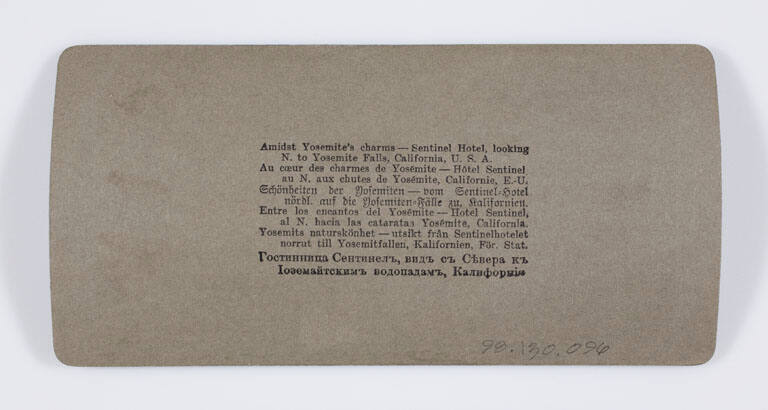 Amidst Yosemite's charms — Sentinel Hotel, looking
N. to Yosemite Falls, California, U. S. A.
Au cœur des charmes de Yosémite — Hôtel Sentinel
au N. aux chutes de Yosémite, Californie, E.-U.
Schönheiten der Yosemiten — vom Sentinel-Hotel
nördl. auf die Yosemiten-Fälle zu, Kalifornien.
Entre los encantos del Yosémite — Hotel Sentinel,
al N. hacia las cataratas Yosémite, California.
Yosemits naturskönhet — utsikt från Sentinelhotelet
norrut till Yosemitfallen, Kalifornien, För. Stat.
Гостинница Сентинелъ, видъ съ Сѣвера къ
Іоземайтскимъ водопадамъ, Калифорнія
99.130.096